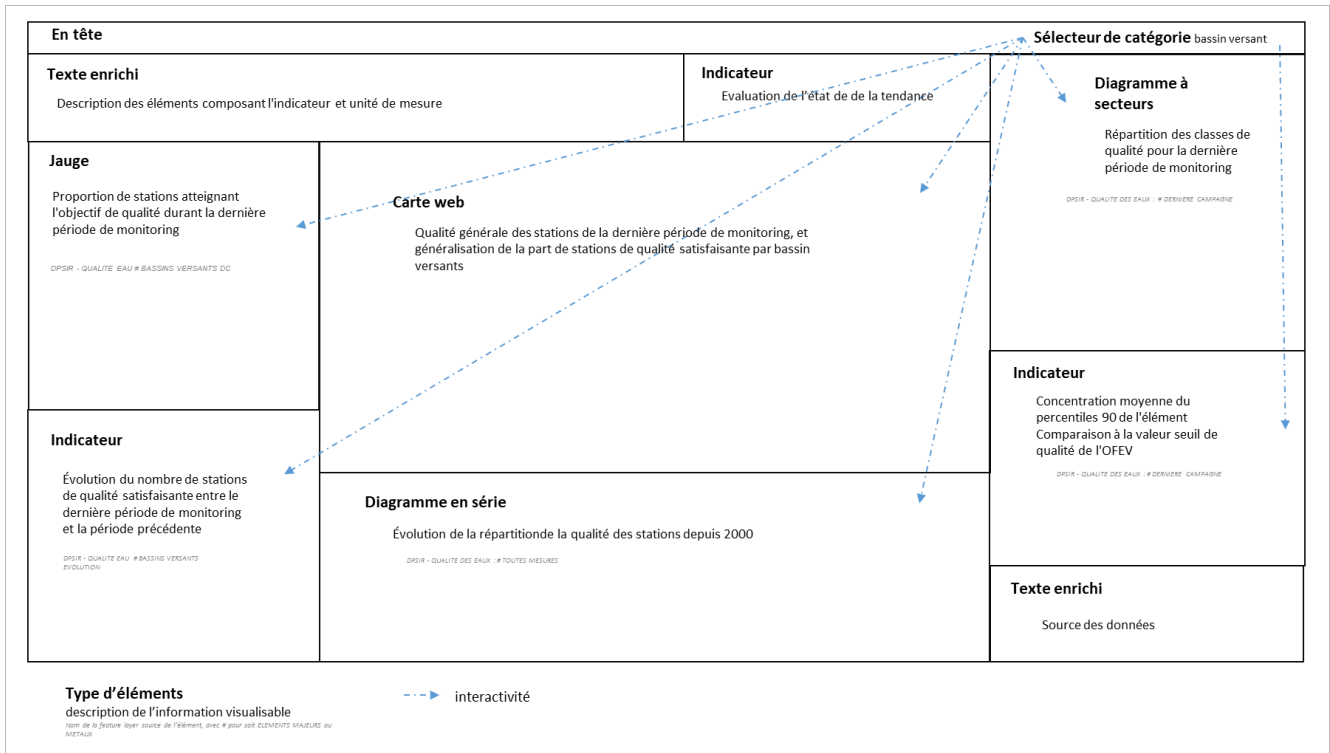 En tête
Sélecteur de catégorie bassin versant
Texte enrichi
Description des éléments composant l'indicateur et unité de mesure
Indicateur
Evaluation de l'état de de la tendance
Diagramme à
secteurs
Répartition des classes de
qualité pour la dernière
période de monitoring
DPSIR - QUALITE DES EAUX : # DERNIERE CAMPAGNE
Jauge
Proportion de stations atteignant
l'objectif de qualité durant la dernière
période de monitoring
DPSIR - QUALITE EAU # BASSINS VERSANTS DC
Carte web
Qualité générale des stations de la dernière période de monitoring, et
généralisation de la part de stations de qualité satisfaisante par bassin
versants
Indicateur
Concentration moyenne du
percentiles 90 de l'élément
Comparaison à la valeur seuil de
qualité de l'OFEV
DPSIR - QUALITE DES EAUX : # DERNIERE CAMPAGNE
Indicateur
Évolution du nombre de stations
de qualité satisfaisante entre le
dernière période de monitoring
et la période précédente
DPSIR - QUALITE EAU # BASSINS VERSANTS
EVOLUTION
Diagramme en série
Évolution de la répartitionde la qualité des stations depuis 2000
DPSIR - QUALITE DES EAUX : # TOUTES MESURES
Texte enrichi
Source des données
Type d'éléments
description de l'information visualisable
Nom de la feature layer source de l'élément, avec # pour soit ELEMENTS MAJEURS ou
METAUX
interactivité